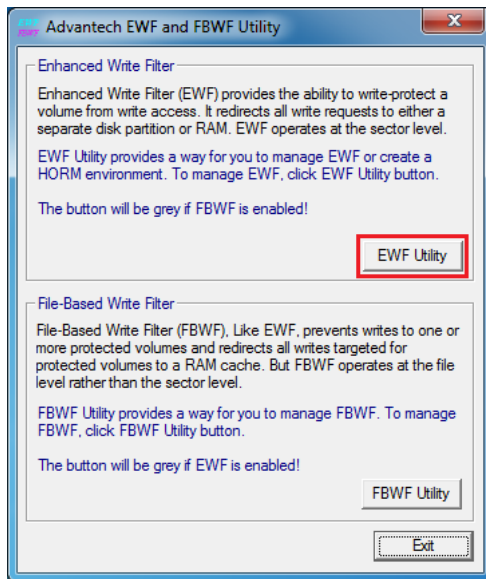 EWF
FBWF
Advantech EWF and FBWF Utility
Enhanced Write Filter
Enhanced Write Filter (EWF) provides the ability to write-protect a
volume from write access. It redirects all write requests to either a
separate disk partition or RAM. EWF operates at the sector level.
EWF Utility provides a way for you to manage EWF or create a
HORM environment. To manage EWF, click EWF Utility button.
The button will be grey if FBWF is enabled!
EWF Utility
File-Based Write Filter
File-Based Write Filter (FBWF), Like EWF, prevents writes to one or
more protected volumes and redirects all writes targeted for
protected volumes to a RAM cache. But FBWF operates at the file
level rather than the sector level.
FBWF Utility provides a way for you to manage FBWF. To manage
FBWF, click FBWF Utility button.
The button will be grey if EWF is enabled!
FBWF Utility
Exit